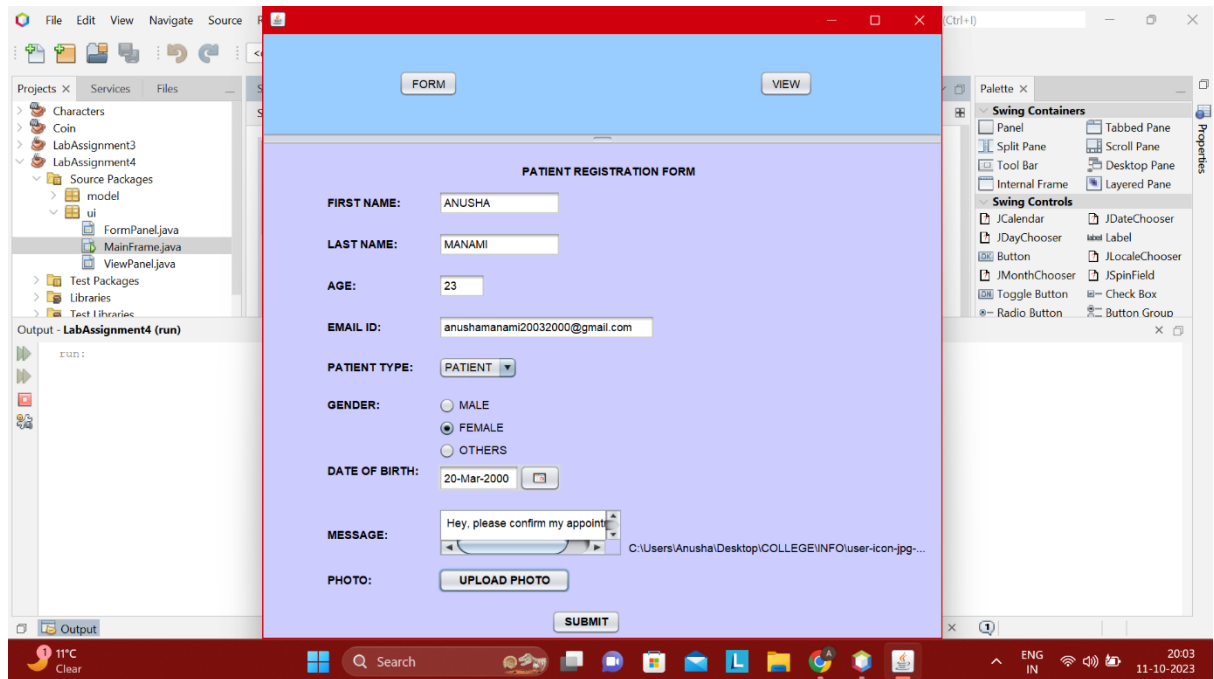 File Edit View Navigate Source R
(Ctrl+I)
Projects Services Files
Characters
Coin
LabAssignment3
LabAssignment4
Source Packages
model
ui
FormPanel.java
MainFrame.java
ViewPanel.java
Test Packages
Libraries
Test Libraries
FORM VIEW
PATIENT REGISTRATION FORM
FIRST NAME: ANUSHA
LAST NAME: MANAMI
AGE: 23
EMAIL ID: anushamanami20032000@gmail.com
PATIENT TYPE: PATIENT
GENDER: MALE
FEMALE
OTHERS
DATE OF BIRTH: 20-Mar-2000
MESSAGE: Hey, please confirm my appoint
C:\Users\Anusha\Desktop\COLLEGE\INFO\user-icon-jpg-...
PHOTO: UPLOAD PHOTO
SUBMIT
Palette
Swing Containers
Panel Tabbed Pane
Split Pane Scroll Pane
Tool Bar Desktop Pane
Internal Frame Layered Pane
Swing Controls
JCalendar JDateChooser
JDayChooser label Label
OK Button JLocaleChooser
JMonthChooser JSpinField
ON Toggle Button Check Box
Radio Button Button Group
Properties
Output - LabAssignment4 (run)
run:
Output
1
1
11°C
Clear
Search
L
A
ENG
IN
20:03
11-10-2023